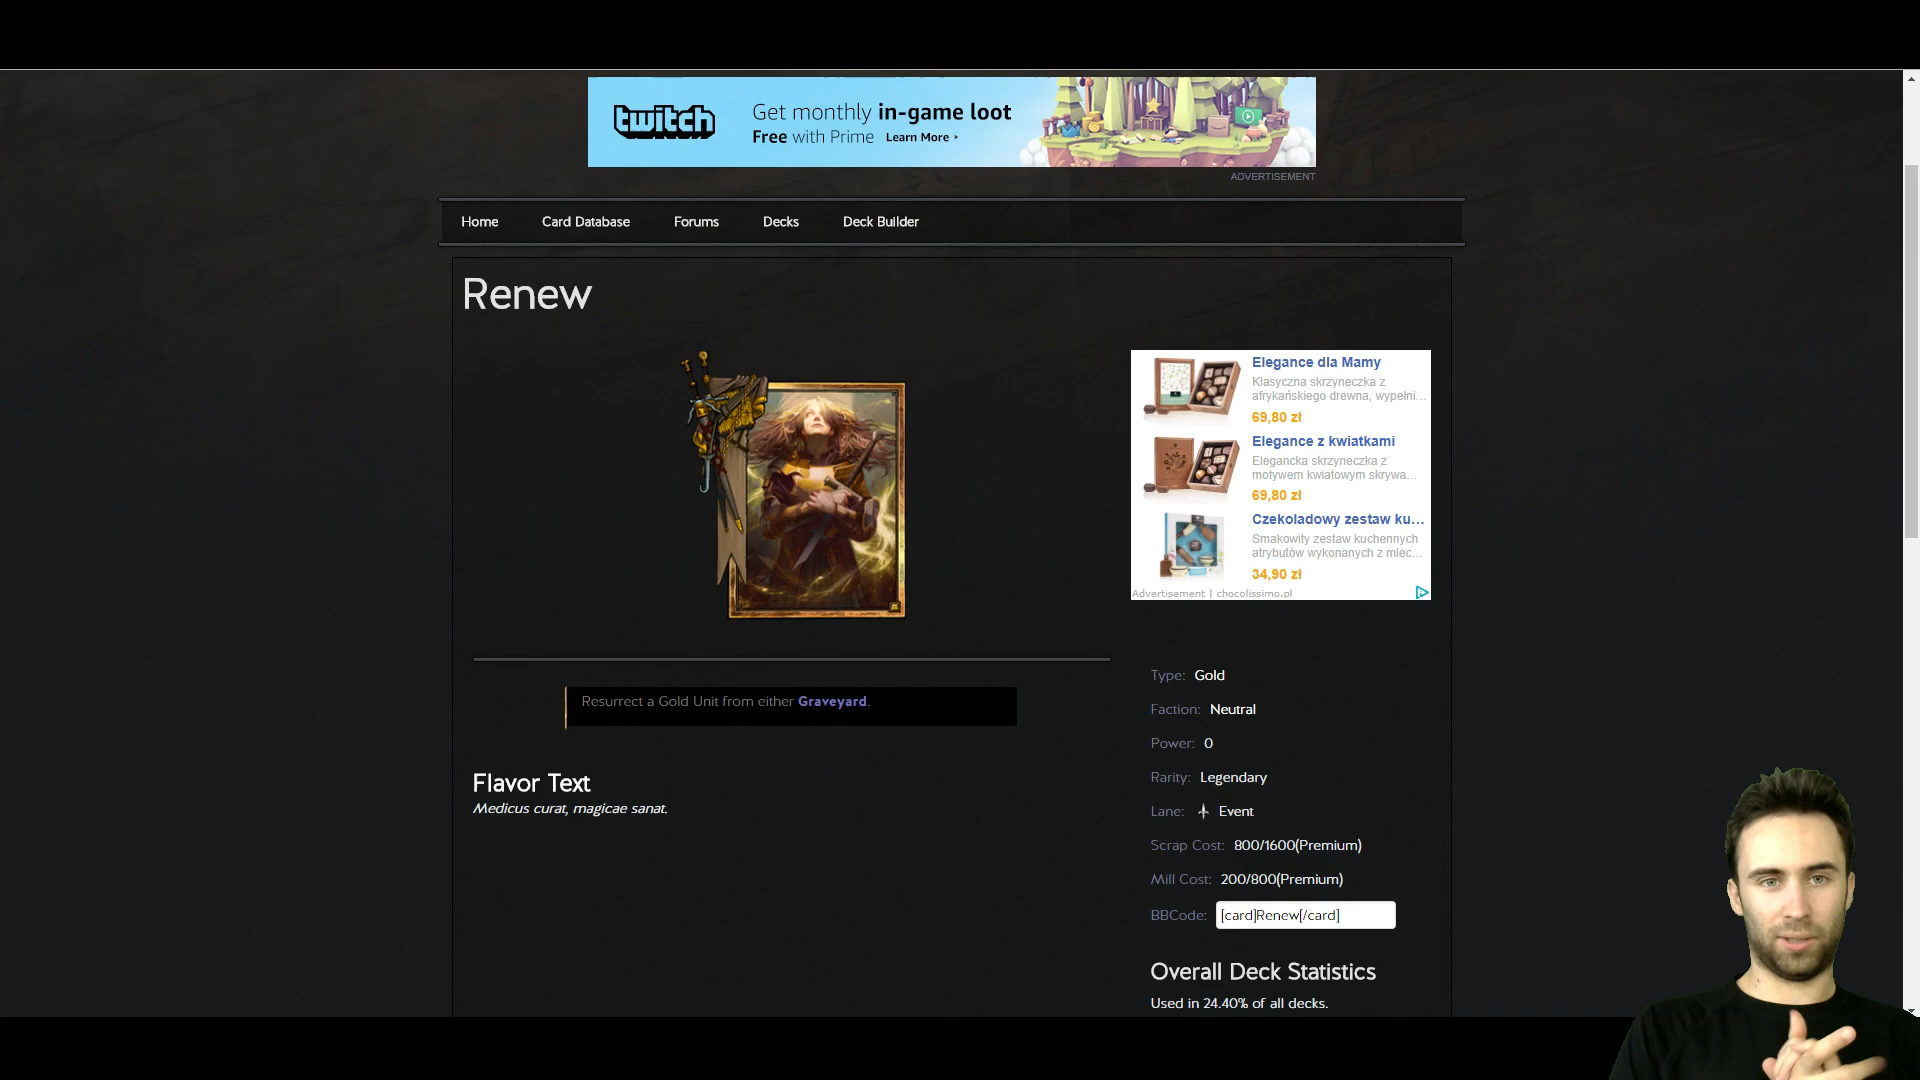 twitch
Get monthly in-game loot
Free with Prime Learn More
ADVERTISEMENT
Home Card Database Forums Decks Deck Builder
Renew
Elegance dla Mamy
Klasyczna skrzyneczka z
afrykańskiego drewna, wypełni...
69,80 zł
Elegance z kwiatkami
Elegancka skrzyneczka z
motywem kwiatowym skrywa...
69,80 zł
Czekoladowy zestaw ku...
Smakowity zestaw kuchennych
atrybutów wykonanych z mlec...
34,90 zł
Advertisement | chocolissimo.pl
Resurrect a Gold Unit from either Graveyard.
Flavor Text
Medicus curat, magicae sanat.
Type: Gold
Faction: Neutral
Power: 0
Rarity: Legendary
Lane: Event
Scrap Cost: 800/1600(Premium)
Mill Cost: 200/800(Premium)
BBCode: [card]Renew[/card]
Overall Deck Statistics
Used in 24.40% of all decks.